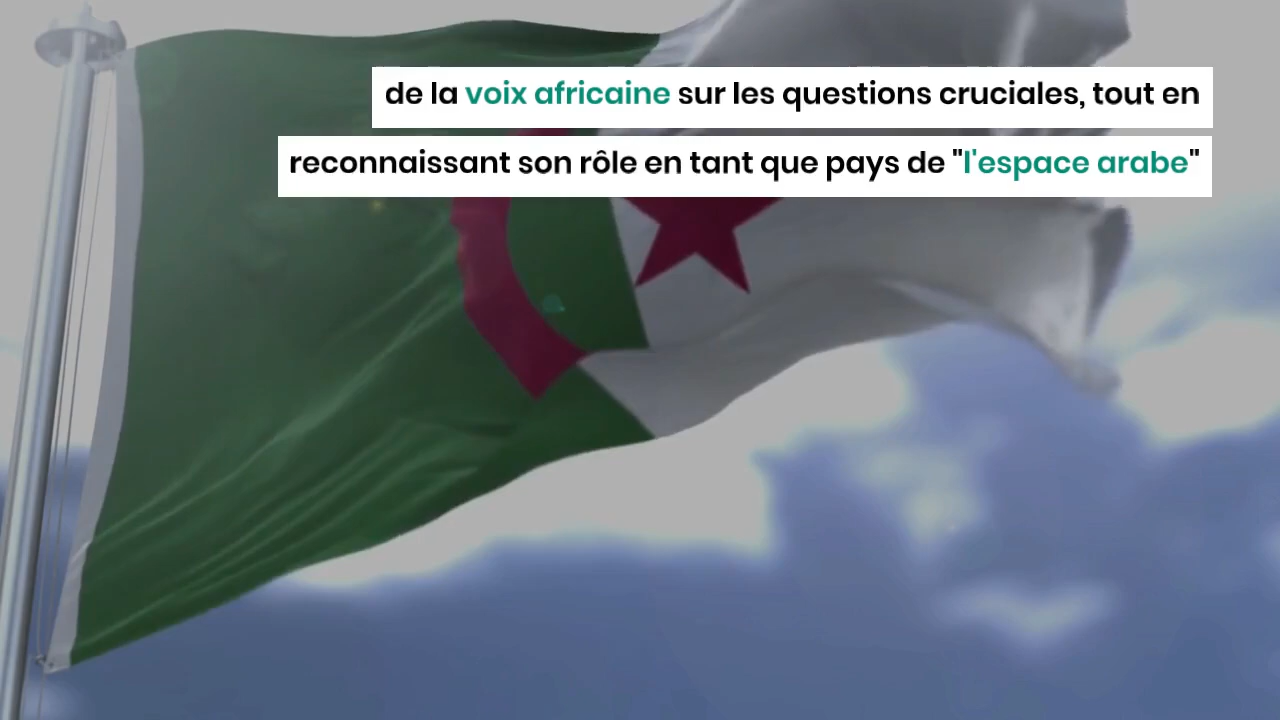 de la voix africaine sur les questions cruciales, tout en
reconnaissant son rôle en tant que pays de "l'espace arabe"